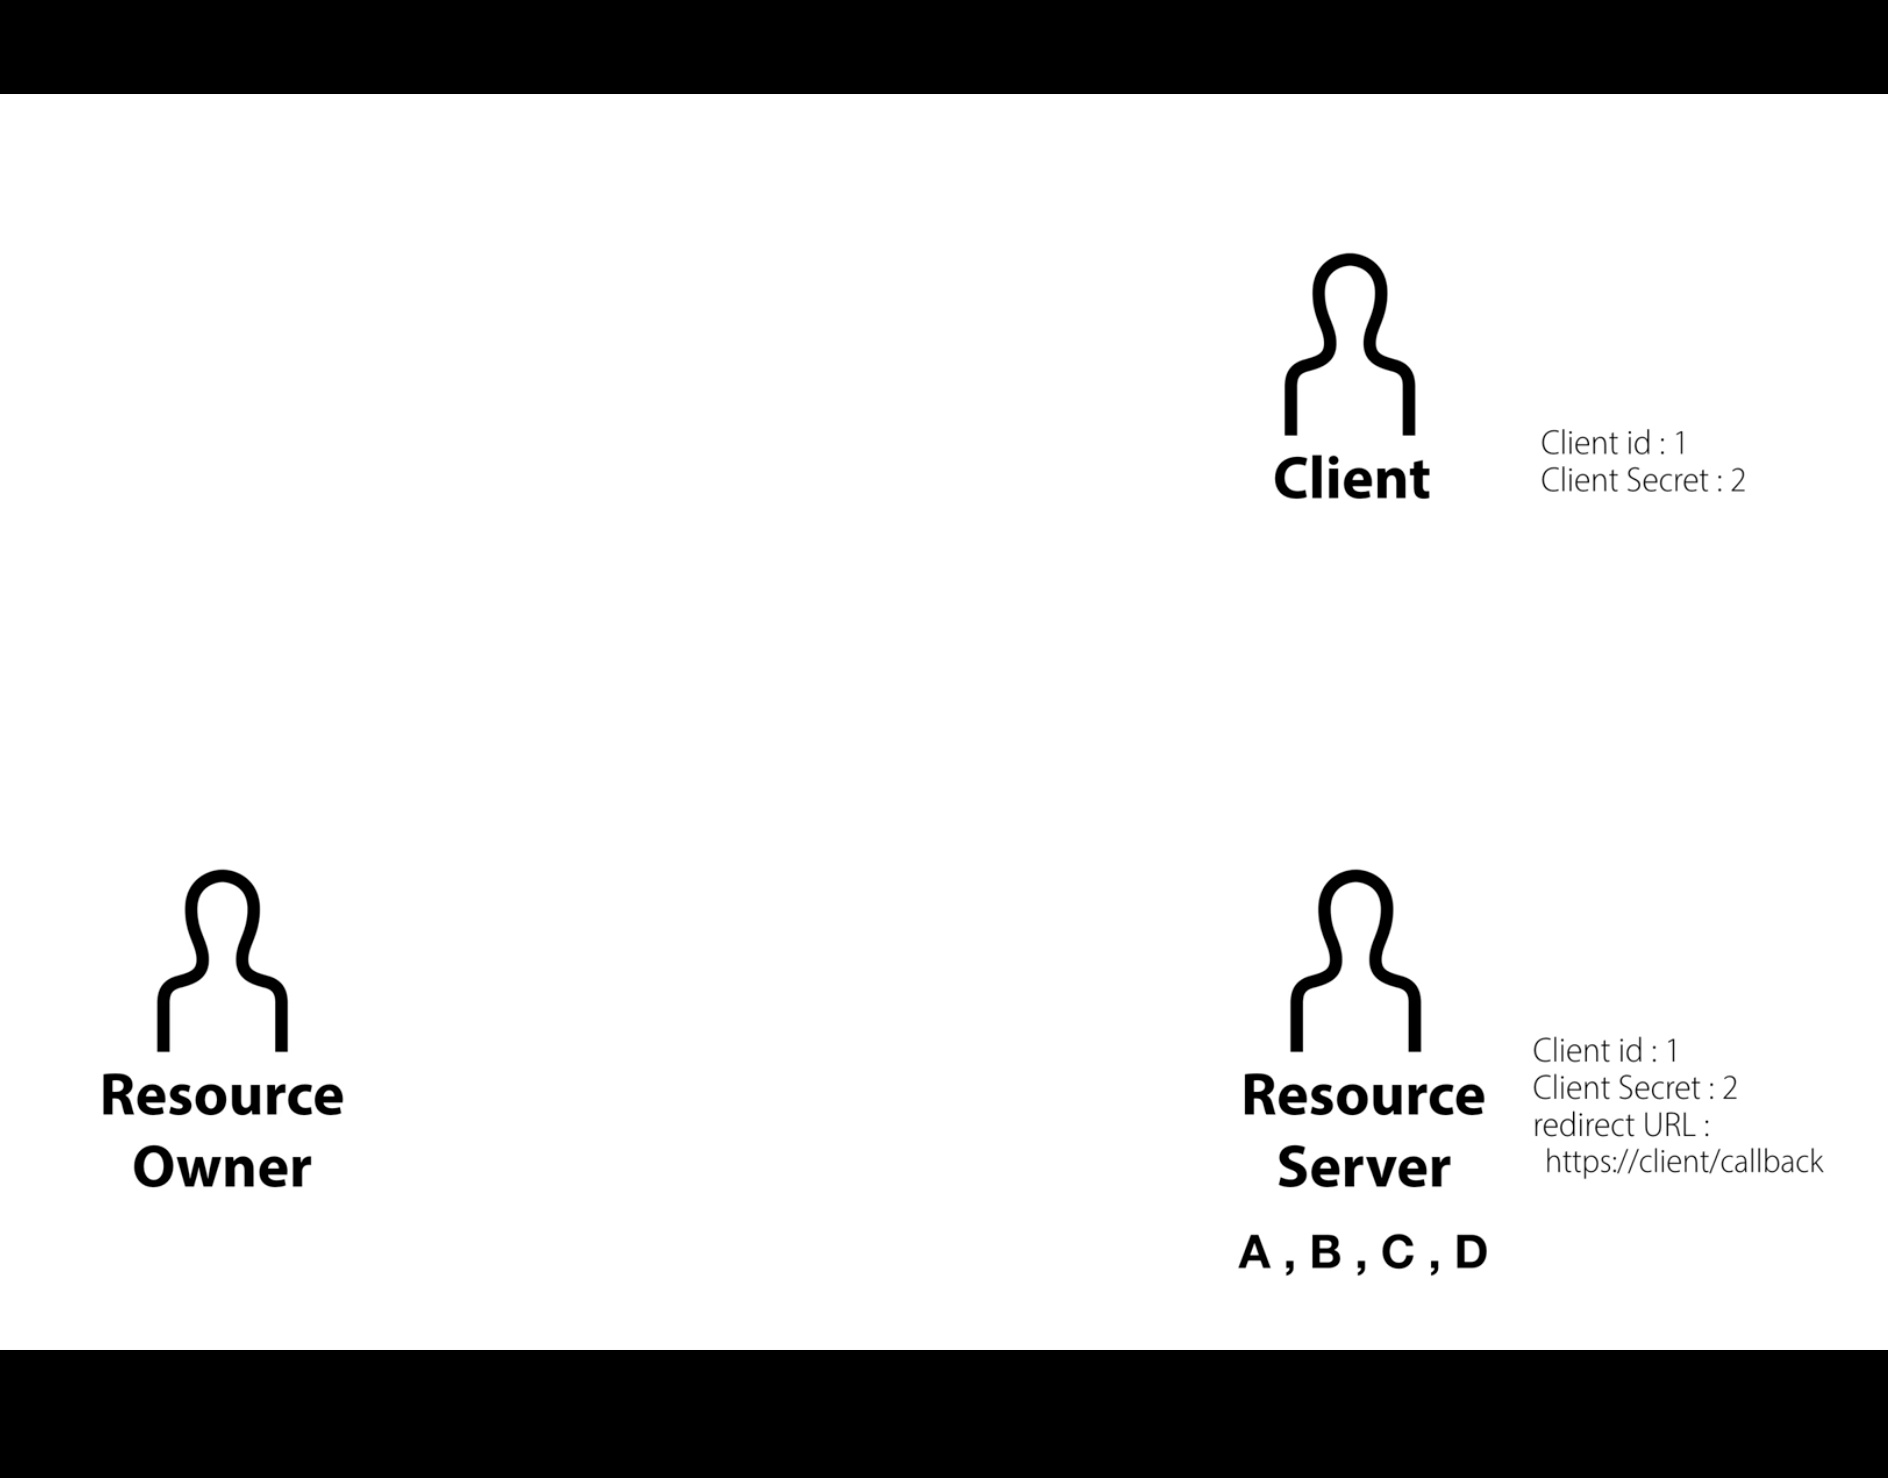 Client
Client id : 1
Client Secret : 2
Resource
Owner
Resource
Server
A , B , C , D
Client id : 1
Client Secret : 2
redirect URL :
https://client/callback